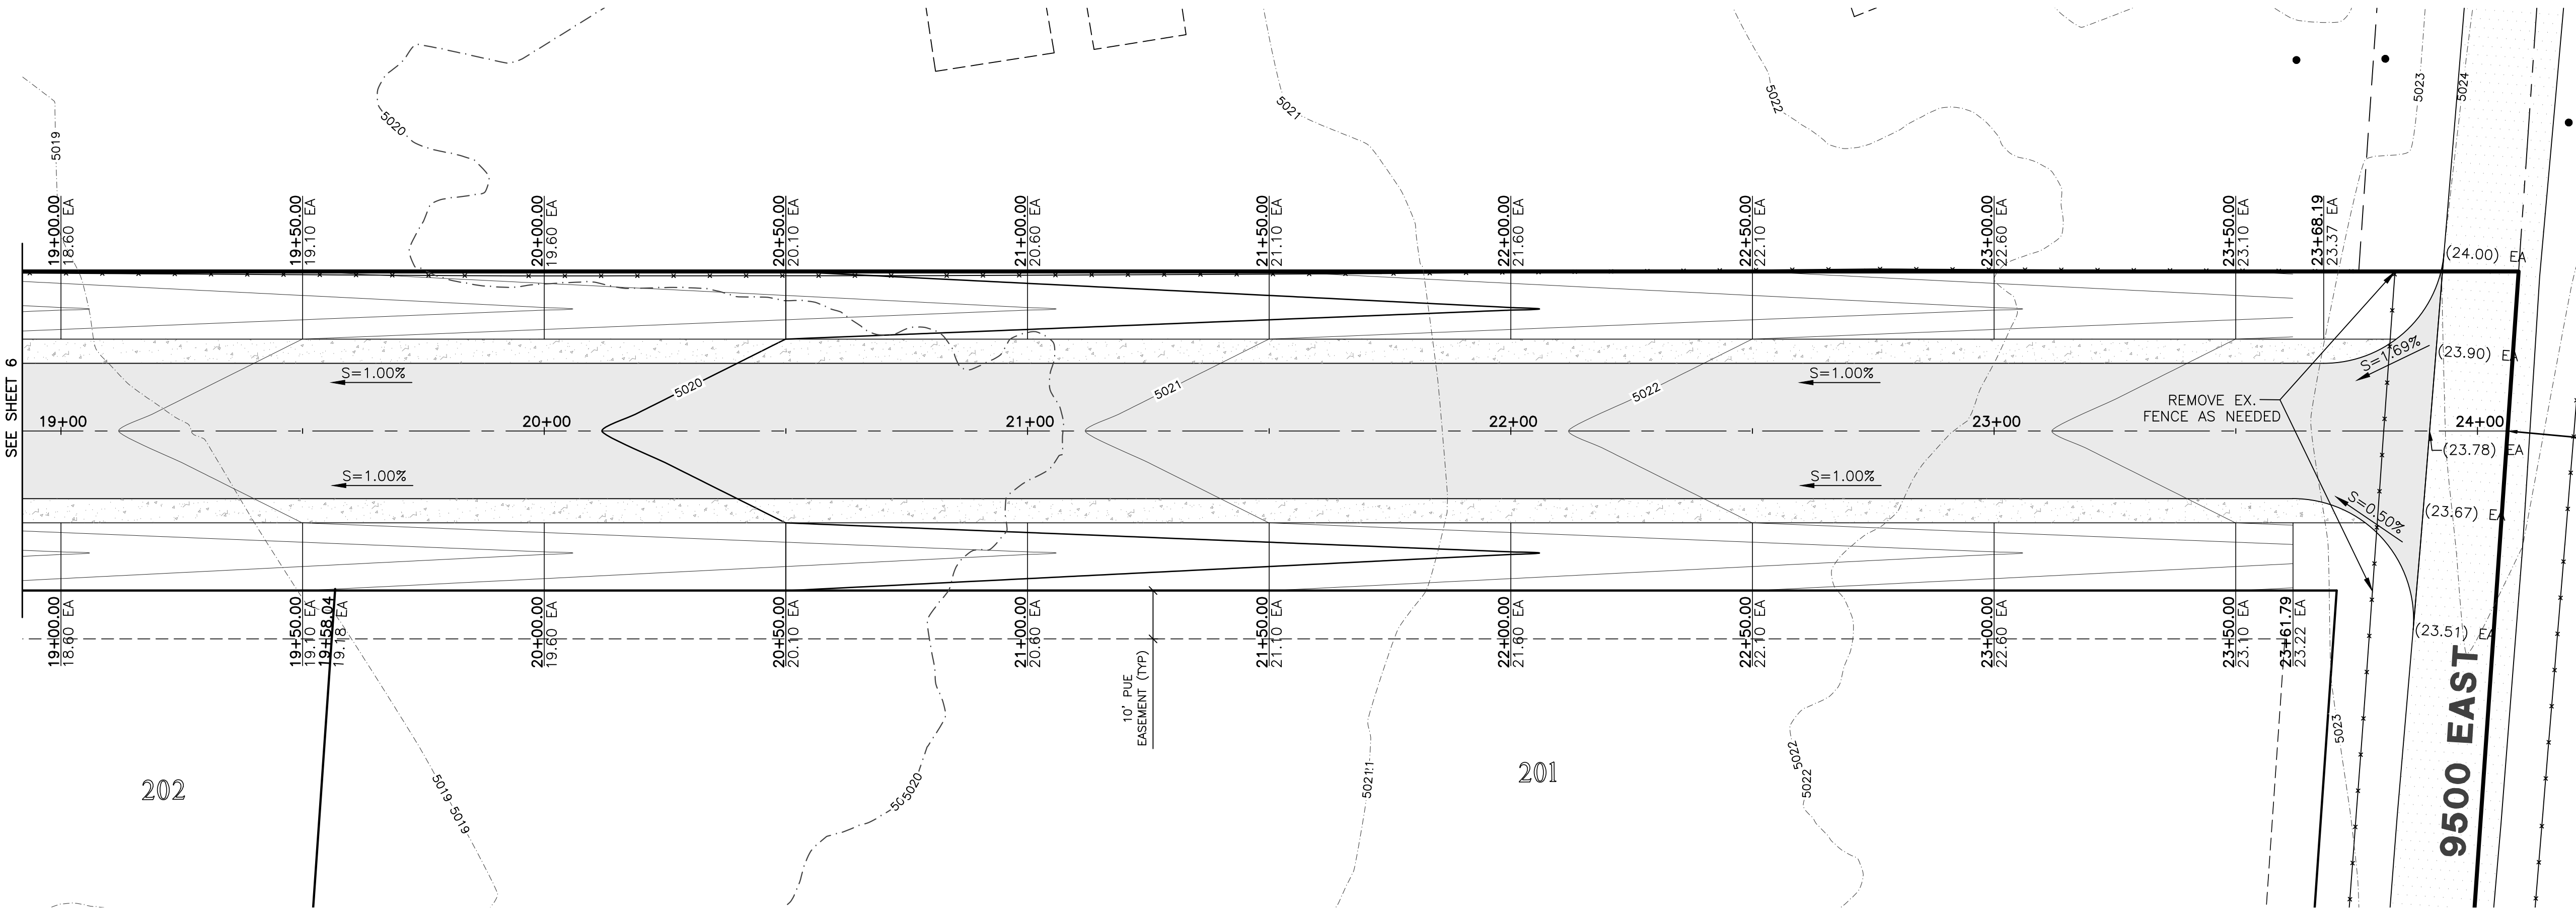 5019
5020
5021
5022
5023
5024
19+00.00
18.60 EA
19+50.00
19.10 EA
20+00.00
19.60 EA
20+50.00
20.10 EA
21+00.00
20.60 EA
21+50.00
21.10 EA
22+00.00
21.60 EA
22+50.00
22.10 EA
23+00.00
22.60 EA
23+50.00
23.10 EA
23+68.19
23.37 EA
(24.00) EA
SEE SHEET 6
S=1.00%
5020
5021
S=1.00%
5022
S=1.69%
(23.90) EA
REMOVE EX.
FENCE AS NEEDED
19+00
20+00
21+00
22+00
23+00
24+00
(23.78) EA
S=1.00%
S=1.00%
S=0.50%
(23.67) EA
19+00.00
18.60 EA
19+50.00
19.10 EA
19+58.04
19.18 EA
20+00.00
19.60 EA
20+50.00
20.10 EA
21+00.00
20.60 EA
10' PUE
EASEMENT (TYP)
21+50.00
21.10 EA
22+00.00
21.60 EA
22+50.00
22.10 EA
23+00.00
22.60 EA
23+50.00
23.10 EA
23+61.79
23.22 EA
(23.51) EA
9500 EAST
202
5019
5019
5020
5021
201
5022
5022
5023